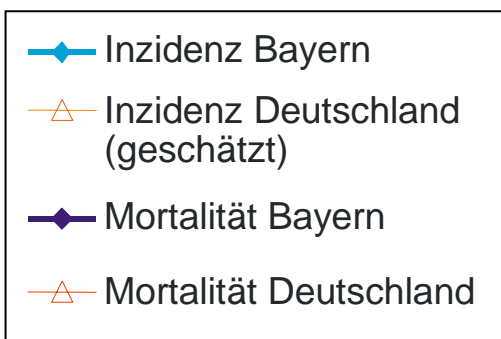 Inzidenz Bayern
Inzidenz Deutschland
(geschätzt)
Mortalität Bayern
Mortalität Deutschland